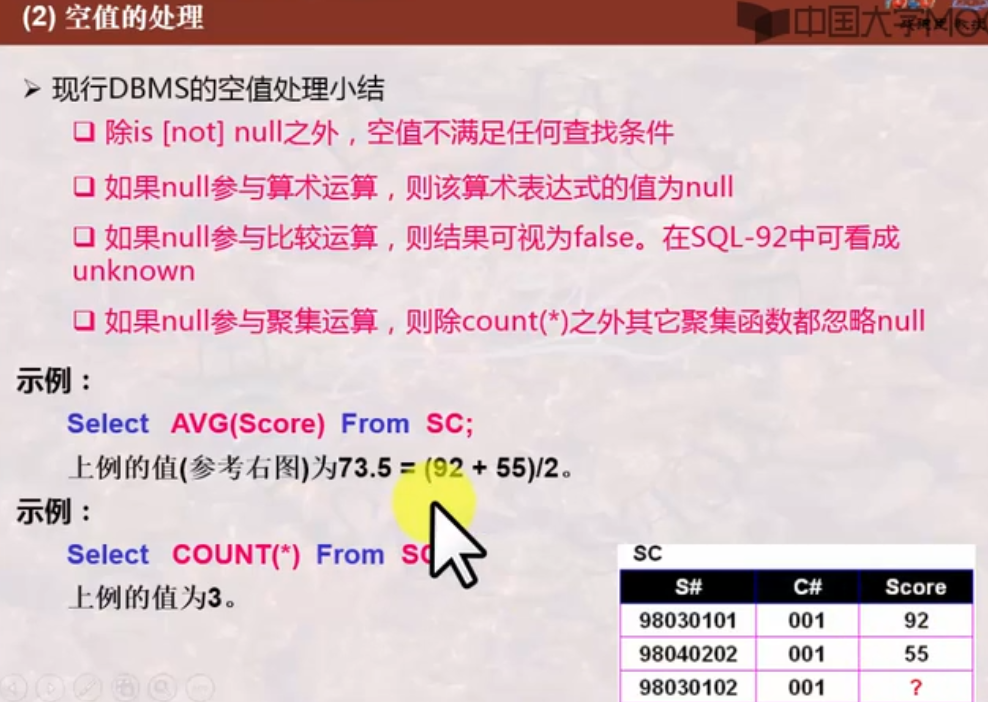 (2) 空值的处理
中国大学MOO
现行DBMS的空值处理小结
除is [not] null之外，空值不满足任何查找条件
如果null参与算术运算，则该算术表达式的值为null
如果null参与比较运算，则结果可视为false。在SQL-92中可看成
unknown
如果null参与聚集运算，则除count(*)之外其它聚集函数都忽略null
示例：
Select AVG(Score) From SC;
上例的值(参考右图)为73.5 = (92 + 55)/2。
示例：
Select COUNT(*) From SC
上例的值为3。
SC
S# C# Score
98030101 001 92
98040202 001 55
98030102 001 ?